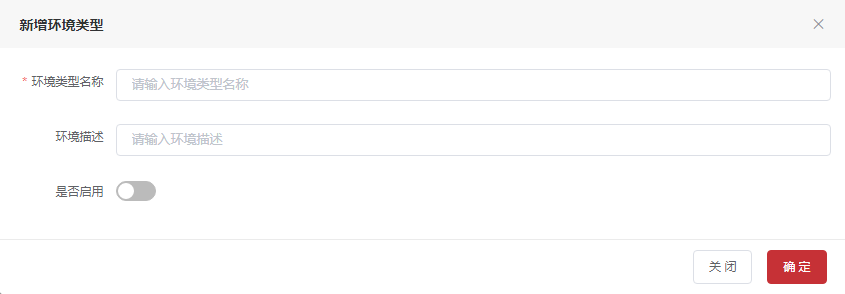 新增环境类型
* 环境类型名称 请输入环境类型名称
环境描述 请输入环境描述
是否启用
关 闭 确 定